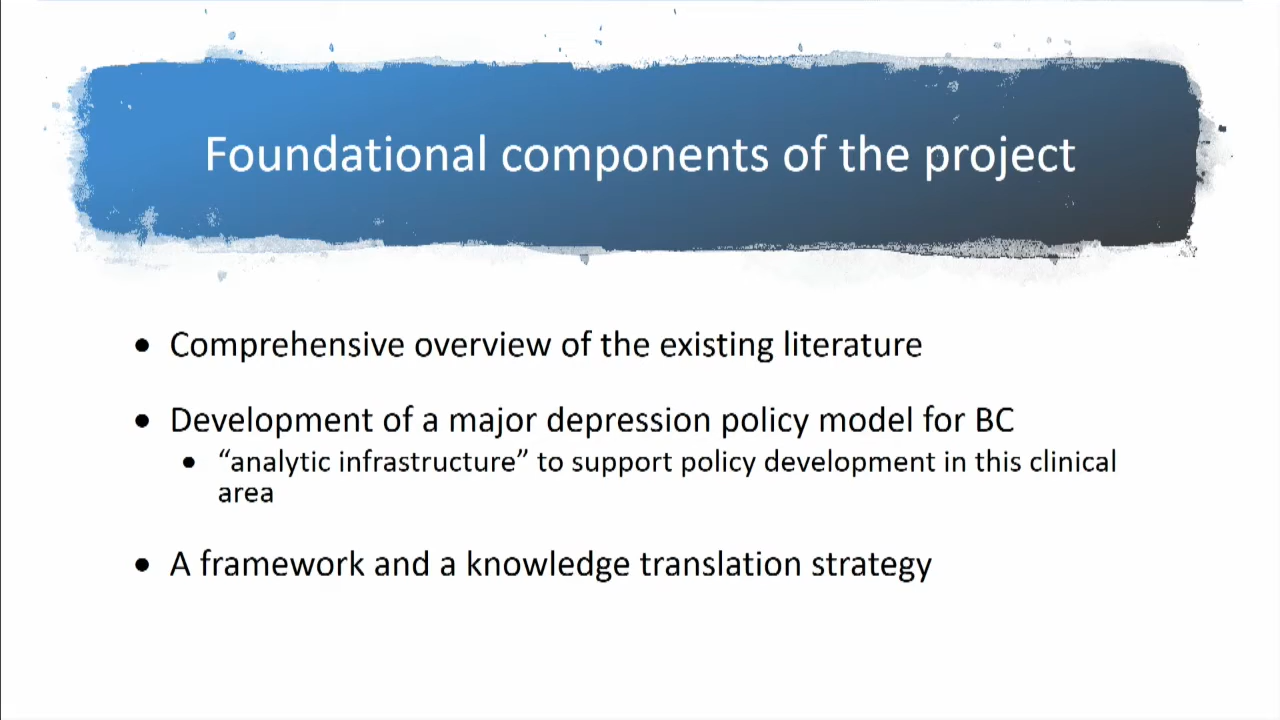 Foundational components of the project
• Comprehensive overview of the existing literature
• Development of a major depression policy model for BC
• “analytic infrastructure” to support policy development in this clinical
area
• A framework and a knowledge translation strategy